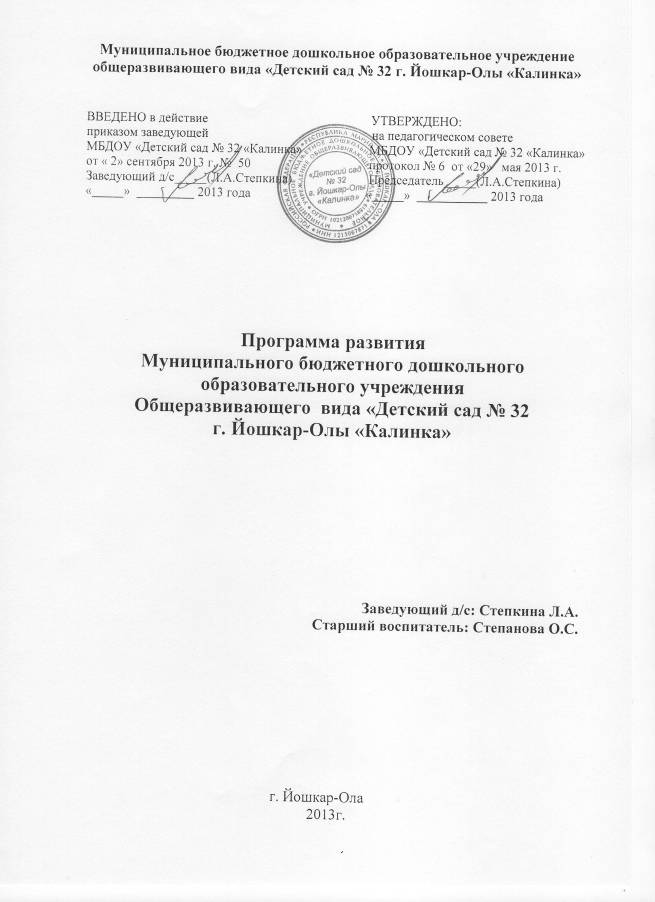 Муниципальное бюджетное дошкольное образовательное учреждение
общеразвивающего вида «Детский сад № 32 г. Йошкар-Олы «Калинка»
ВВЕДЕНО в действие
приказом заведующей
МБДОУ «Детский сад № 32 «Калинка»
от « 2» сентября 2013 г. № 50
Заведующий д/с _____ (Л.А.Степкина)
«_____» _________ 2013 года
УТВЕРЖДЕНО:
на педагогическом совете
МБДОУ «Детский сад № 32 «Калинка»
протокол № 6 от «29» мая 2013 г.
Председатель _____ (Л.А.Степкина)
» ___________ 2013 года
«Детский сад
№ 32
г. Йошкар-Олы
«Калинка»
Программа развития
Муниципального бюджетного дошкольного
образовательного учреждения
Общеразвивающего вида «Детский сад № 32
г. Йошкар-Олы «Калинка»
Заведующий д/с: Степкина Л.А.
Старший воспитатель: Степанова О.С.
г. Йошкар-Ола
2013г.